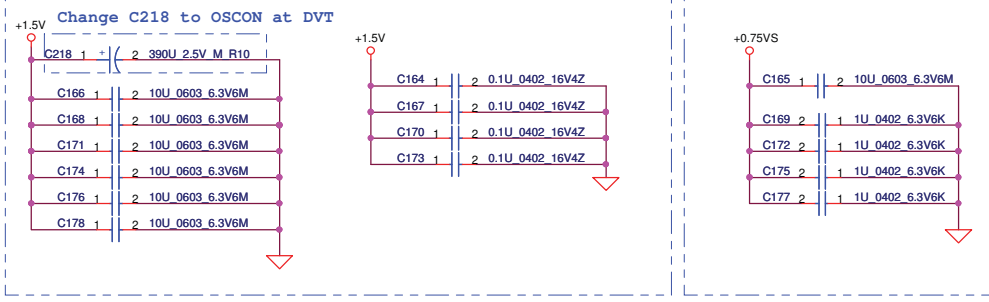 Change C218 to OSCON at DVT
+1.5V
C218 1 + 2 390U_2.5V_M_R10
C166 1 2 10U_0603_6.3V6M
C168 1 2 10U_0603_6.3V6M
C171 1 2 10U_0603_6.3V6M
C174 1 2 10U_0603_6.3V6M
C176 1 2 10U_0603_6.3V6M
C178 1 2 10U_0603_6.3V6M
+1.5V
C164 1 2 0.1U_0402_16V4Z
C167 1 2 0.1U_0402_16V4Z
C170 1 2 0.1U_0402_16V4Z
C173 1 2 0.1U_0402_16V4Z
+0.75VS
C165 1 2 10U_0603_6.3V6M
C169 2 1 1U_0402_6.3V6K
C172 2 1 1U_0402_6.3V6K
C175 2 1 1U_0402_6.3V6K
C177 2 1 1U_0402_6.3V6K